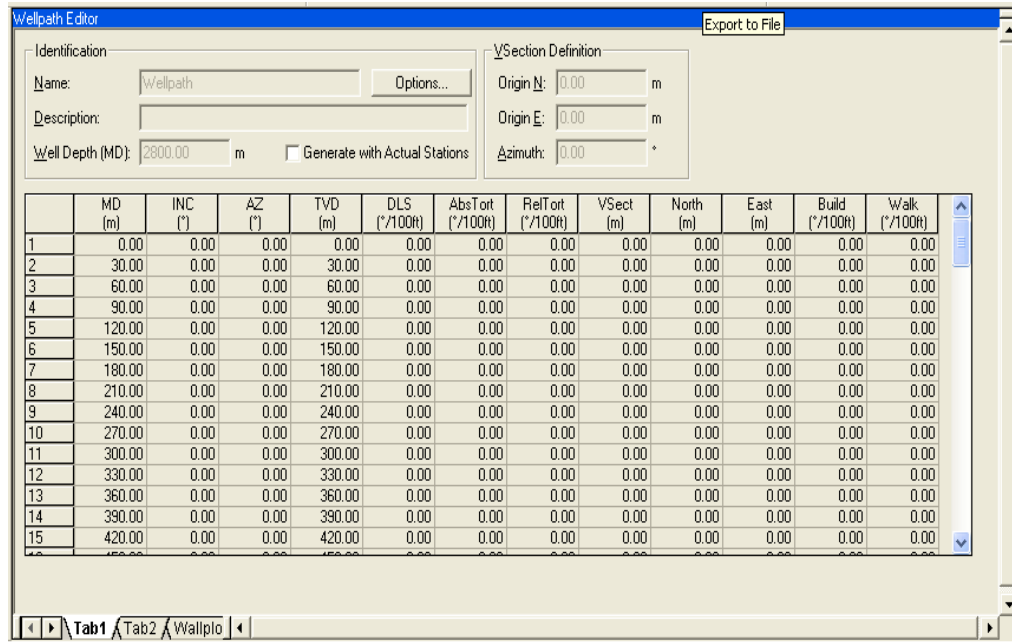 Wellpath Editor
Export to File
Identification
Name: Wellpath Options...
Description:
Well Depth (MD): 2800.00 m Generate with Actual Stations
VSection Definition
Origin N: 0.00 m
Origin E: 0.00 m
Azimuth: 0.00 °
MD INC AZ TVD DLS AbsTort RelTort VSect North East Build Walk
(m) (°) (°) (m) (°/100ft) (°/100ft) (°/100ft) (m) (m) (m) (°/100ft) (°/100ft)
1 0.00 0.00 0.00 0.00 0.00 0.00 0.00 0.00 0.00 0.00 0.00 0.00
2 30.00 0.00 0.00 30.00 0.00 0.00 0.00 0.00 0.00 0.00 0.00 0.00
3 60.00 0.00 0.00 60.00 0.00 0.00 0.00 0.00 0.00 0.00 0.00 0.00
4 90.00 0.00 0.00 90.00 0.00 0.00 0.00 0.00 0.00 0.00 0.00 0.00
5 120.00 0.00 0.00 120.00 0.00 0.00 0.00 0.00 0.00 0.00 0.00 0.00
6 150.00 0.00 0.00 150.00 0.00 0.00 0.00 0.00 0.00 0.00 0.00 0.00
7 180.00 0.00 0.00 180.00 0.00 0.00 0.00 0.00 0.00 0.00 0.00 0.00
8 210.00 0.00 0.00 210.00 0.00 0.00 0.00 0.00 0.00 0.00 0.00 0.00
9 240.00 0.00 0.00 240.00 0.00 0.00 0.00 0.00 0.00 0.00 0.00 0.00
10 270.00 0.00 0.00 270.00 0.00 0.00 0.00 0.00 0.00 0.00 0.00 0.00
11 300.00 0.00 0.00 300.00 0.00 0.00 0.00 0.00 0.00 0.00 0.00 0.00
12 330.00 0.00 0.00 330.00 0.00 0.00 0.00 0.00 0.00 0.00 0.00 0.00
13 360.00 0.00 0.00 360.00 0.00 0.00 0.00 0.00 0.00 0.00 0.00 0.00
14 390.00 0.00 0.00 390.00 0.00 0.00 0.00 0.00 0.00 0.00 0.00 0.00
15 420.00 0.00 0.00 420.00 0.00 0.00 0.00 0.00 0.00 0.00 0.00 0.00
Tab1 Tab2 Wallplo